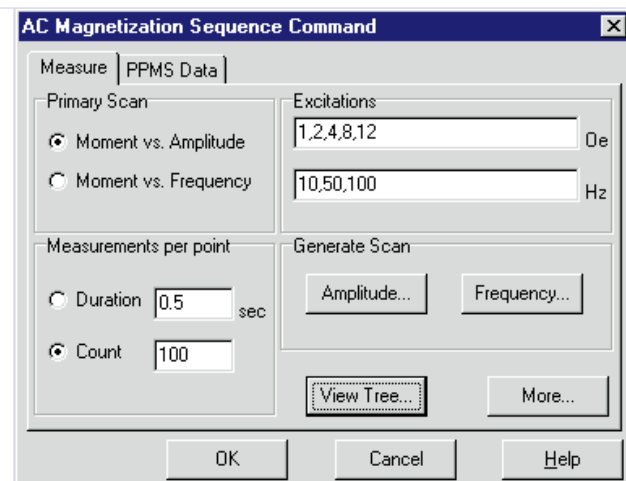 AC Magnetization Sequence Command
Measure PPMS Data
Primary Scan
Moment vs. Amplitude
Moment vs. Frequency
Excitations
1,2,4,8,12 Oe
10,50,100 Hz
Measurements per point
Duration 0.5 sec
Count 100
Generate Scan
Amplitude... Frequency...
View Tree... More...
OK Cancel Help